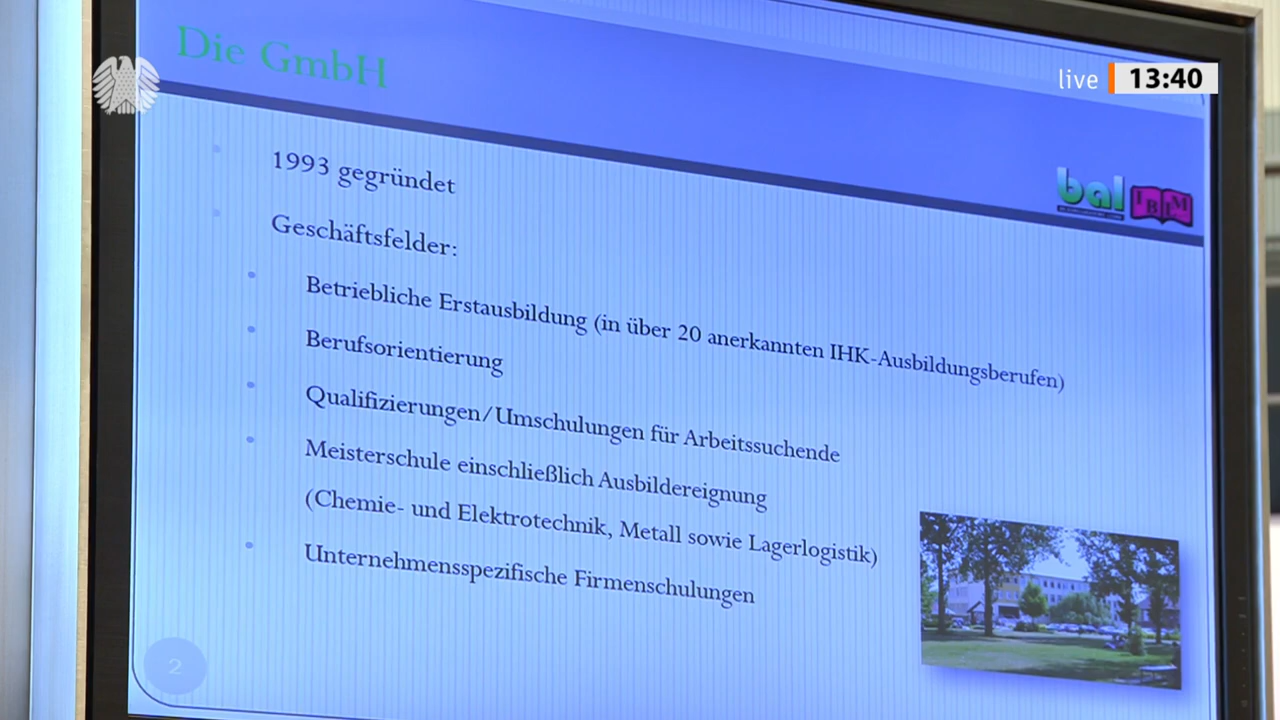 Die GmbH
live 13:40
bal
IBLM
1993 gegründet
Geschäftsfelder:
Betriebliche Erstausbildung (in über 20 anerkannten IHK-Ausbildungsberufen)
Berufsorientierung
Qualifizierungen/Umschulungen für Arbeitssuchende
Meisterschule einschließlich Ausbildereignung
(Chemie- und Elektrotechnik, Metall sowie Lagerlogistik)
Unternehmensspezifische Firmenschulungen
2